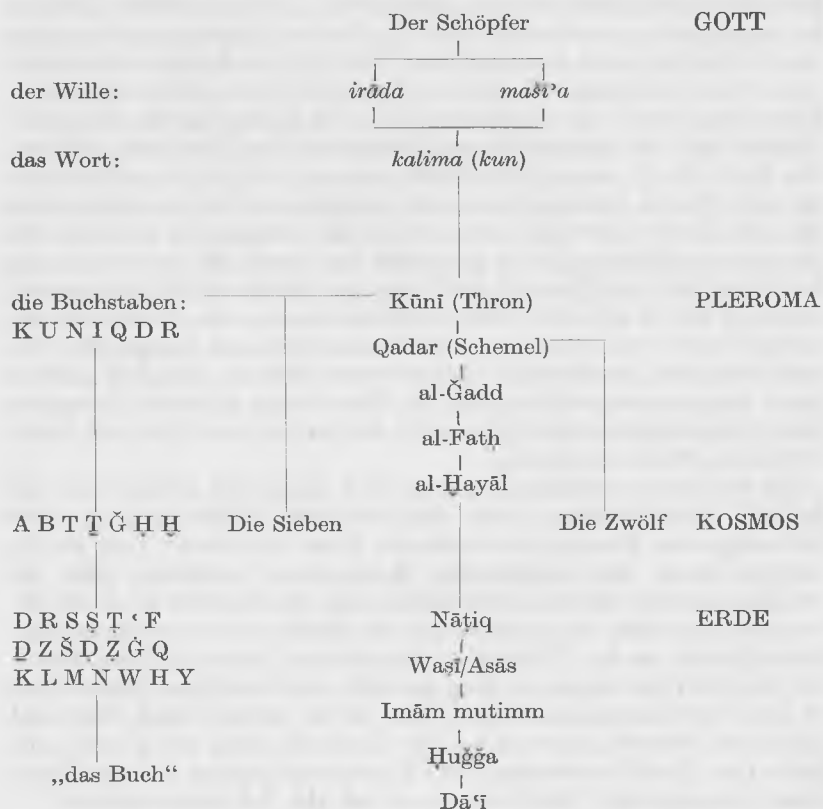 Der Schöpfer GOTT
der Wille: irāda mašī’a
das Wort: kalima (kun)
die Buchstaben: Kūnī (Thron) PLEROMA
K U N I Q D R
Qadar (Schemel)
al-Ǧadd
al-Fatḥ
al-Ḫayāl
A B T Ṯ Ǧ Ḥ Ḫ Die Sieben Die Zwölf KOSMOS
D R S Ṣ Ṭ ‘ F Nāṭiq ERDE
Ḏ Z Š Ḍ Ẓ Ġ Q
Waṣī/Asās
K L M N W H Y
Imām mutimm
Ḥuǧǧa
„das Buch“
Dā‘ī